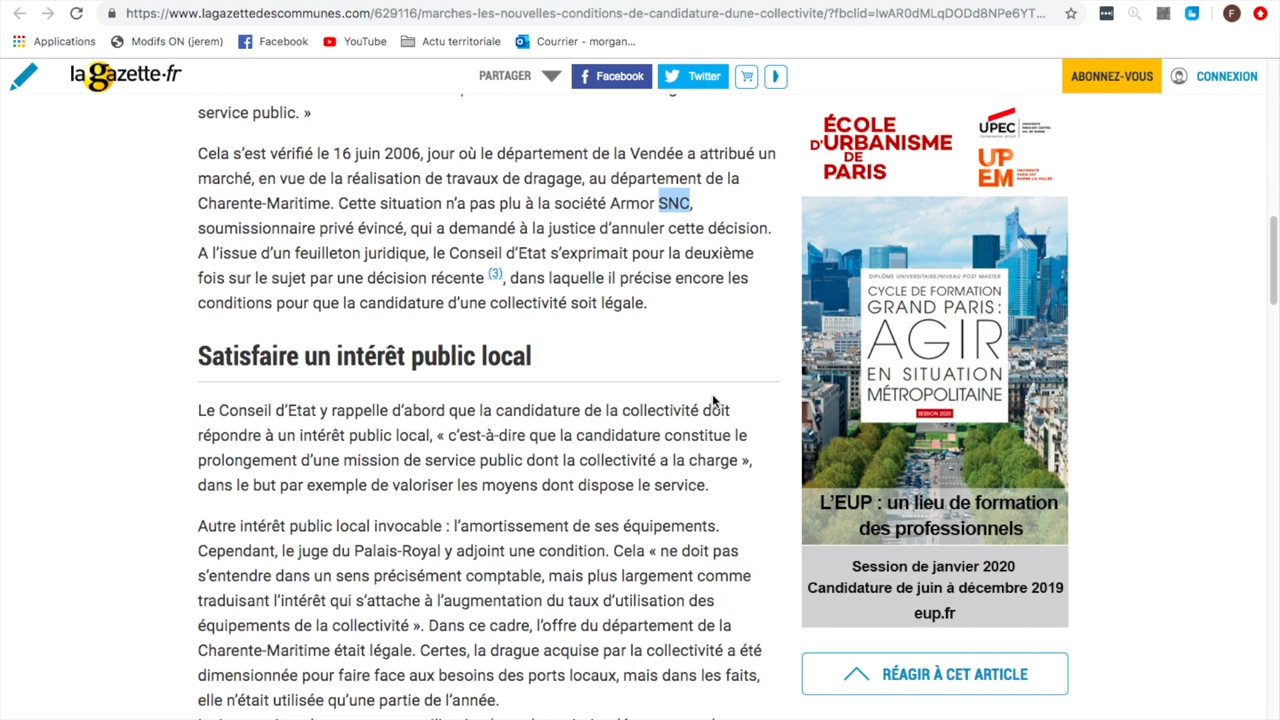 https://www.lagazettedescommunes.com/629116/marches-les-nouvelles-conditions-de-candidature-dune-collectivite/?fbclid=IwAR0dMLqDODd8NPe6YT...
F
Applications
Modifs ON (jerem)
Facebook
YouTube
Actu territoriale
Courrier - morgan...
la gazette.fr
PARTAGER
Facebook
Twitter
ABONNEZ-VOUS
CONNEXION
service public. »
Cela s’est vérifié le 16 juin 2006, jour où le département de la Vendée a attribué un
marché, en vue de la réalisation de travaux de dragage, au département de la
Charente-Maritime. Cette situation n’a pas plu à la société Armor SNC,
soumissionnaire privé évincé, qui a demandé à la justice d’annuler cette décision.
A l’issue d’un feuilleton juridique, le Conseil d’Etat s’exprimait pour la deuxième
fois sur le sujet par une décision récente (3), dans laquelle il précise encore les
conditions pour que la candidature d’une collectivité soit légale.
Satisfaire un intérêt public local
Le Conseil d’Etat y rappelle d’abord que la candidature de la collectivité doit
répondre à un intérêt public local, « c’est-à-dire que la candidature constitue le
prolongement d’une mission de service public dont la collectivité a la charge »,
dans le but par exemple de valoriser les moyens dont dispose le service.
Autre intérêt public local invocable : l’amortissement de ses équipements.
Cependant, le juge du Palais-Royal y adjoint une condition. Cela « ne doit pas
s’entendre dans un sens précisément comptable, mais plus largement comme
traduisant l’intérêt qui s’attache à l’augmentation du taux d’utilisation des
équipements de la collectivité ». Dans ce cadre, l’offre du département de la
Charente-Maritime était légale. Certes, la drague acquise par la collectivité a été
dimensionnée pour faire face aux besoins des ports locaux, mais dans les faits,
elle n’était utilisée qu’une partie de l’année.
ÉCOLE
D’URBANISME
DE
PARIS
UPEC
UP
EM
DIPLÔME UNIVERSITAIRE/NIVEAU POST MASTER
CYCLE DE FORMATION
GRAND PARIS :
AGIR
EN SITUATION
MÉTROPOLITAINE
SESSION 2020
L’EUP : un lieu de formation
des professionnels
Session de janvier 2020
Candidature de juin à décembre 2019
eup.fr
RÉAGIR À CET ARTICLE